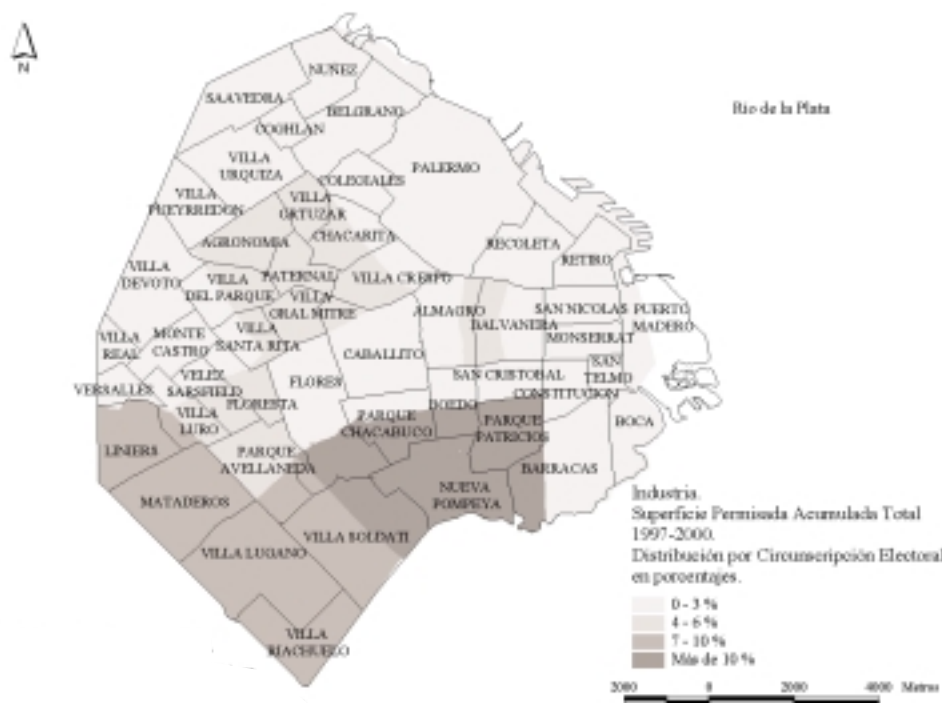 N
NUÑEZ
SAAVEDRA
Río de la Plata
BELGRANO
COGHLAN
VILLA
URQUIZA
PALERMO
COLEGIALES
VILLA
PUEYRREDON
VILLA
ORTUZAR
CHACARITA
AGRONOMIA
RECOLETA
RETIRO
VILLA
DEVOTO
PATERNAL
VILLA CRESPO
VILLA
DEL PARQUE
VILLA
GRAL MITRE
ALMAGRO
SAN NICOLAS
PUERTO
MADERO
BALVANERA
MONSERRAT
VILLA
REAL
MONTE
CASTRO
VILLA
SANTA RITA
CABALLITO
SAN
TELMO
VERSALLES
VELEZ
SARSFIELD
FLORES
SAN CRISTOBAL
CONSTITUCION
FLORESTA
BOEDO
VILLA
LURO
PARQUE
CHACABUCO
PARQUE
PATRICIOS
BOCA
LINIERS
PARQUE
AVELLANEDA
BARRACAS
MATADEROS
NUEVA
POMPEYA
VILLA SOLDATI
VILLA LUGANO
VILLA
RIACHUELO
Industria.
Superficie Permisada Acumulada Total
1997-2000.
Distribución por Circunscripción Electoral
en porcentajes.
0 - 3 %
4 - 6 %
7 - 10 %
Más de 10 %
2000 0 2000 4000 Metros